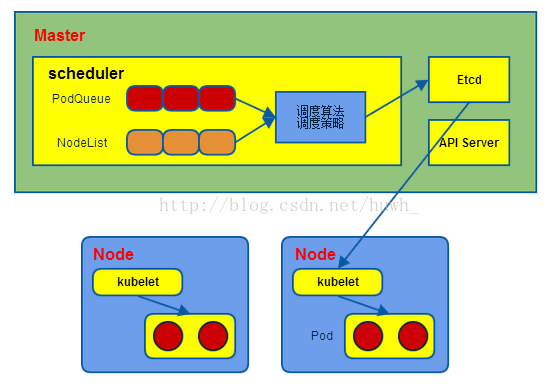 Master
scheduler
PodQueue
NodeList
调度算法
调度策略
Etcd
API Server
http://blog.csdn.net/huwh_
Node
kubelet
Node
kubelet
Pod